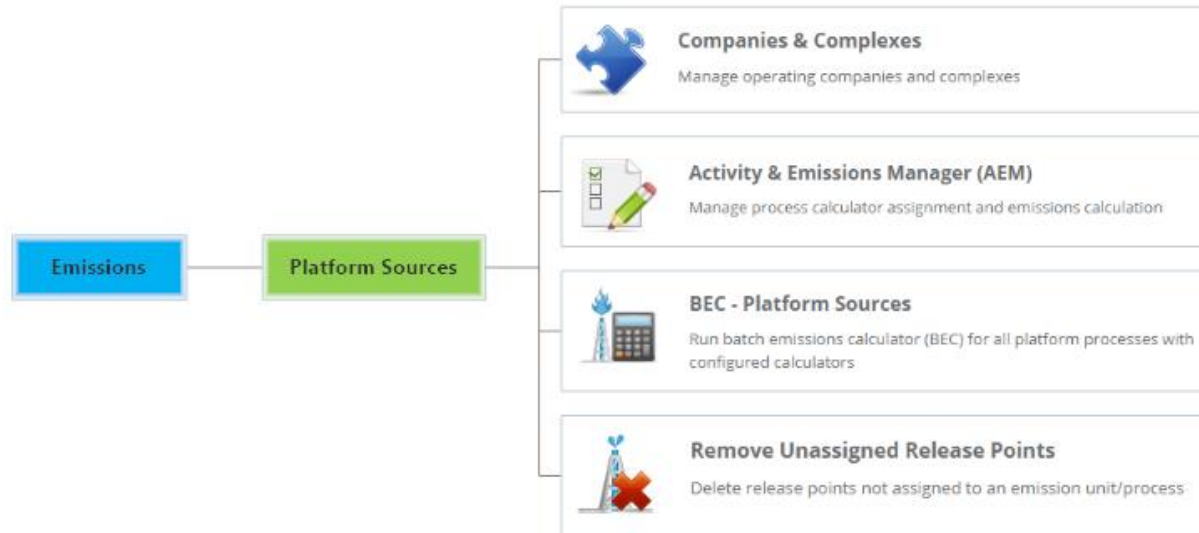 Companies & Complexes
Manage operating companies and complexes
Activity & Emissions Manager (AEM)
Manage process calculator assignment and emissions calculation
Emissions
Platform Sources
BEC - Platform Sources
Run batch emissions calculator (BEC) for all platform processes with
configured calculators
Remove Unassigned Release Points
Delete release points not assigned to an emission unit/process